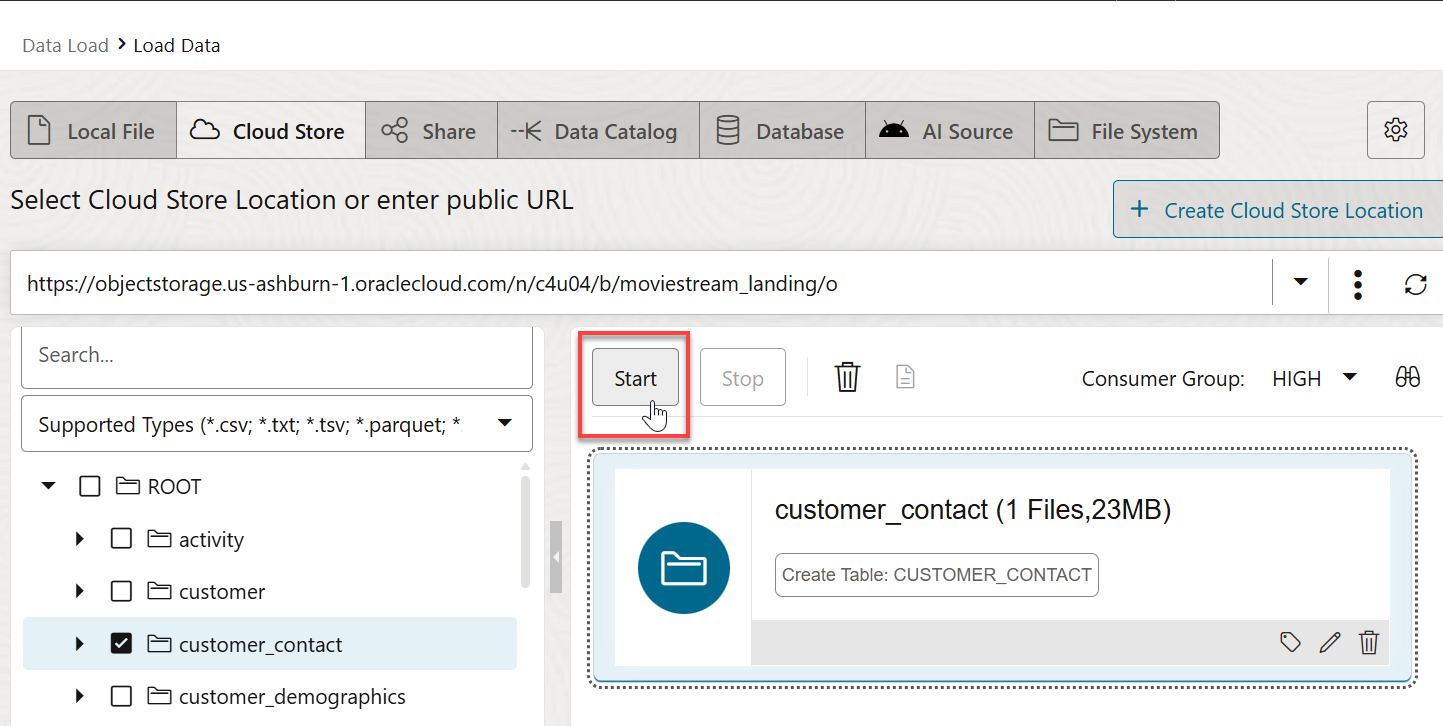 Data Load > Load Data
Local File
Cloud Store
Share
Data Catalog
Database
AI Source
File System
Select Cloud Store Location or enter public URL
+ Create Cloud Store Location
https://objectstorage.us-ashburn-1.oraclecloud.com/n/c4u04/b/moviestream_landing/o
Search...
Supported Types (*.csv; *.txt; *.tsv; *.parquet; *.
ROOT
activity
customer
customer_contact
customer_demographics
Start
Stop
Consumer Group: HIGH
customer_contact (1 Files,23MB)
Create Table: CUSTOMER_CONTACT